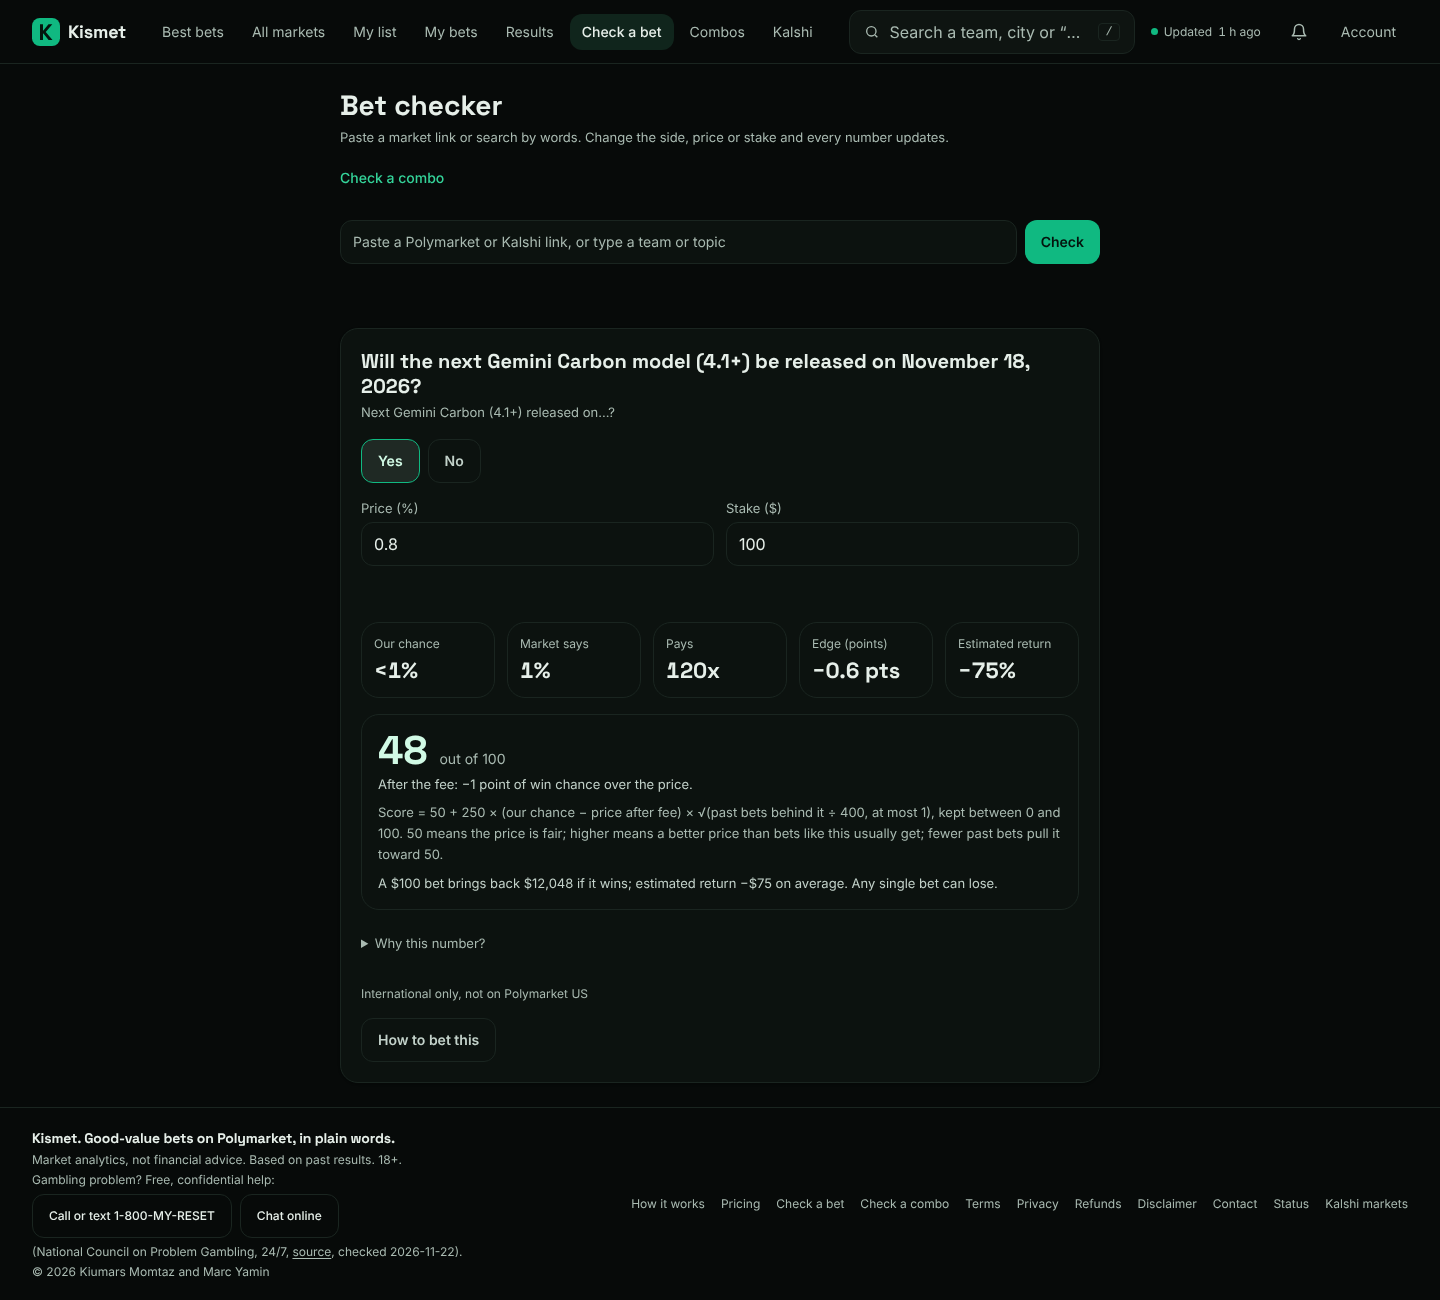 Kismet
Best bets
All markets
My list
My bets
Results
Check a bet
Combos
Kalshi
Search a team, city or “...
/
Updated 1 h ago
Account
Bet checker
Paste a market link or search by words. Change the side, price or stake and every number updates.
Check a combo
Paste a Polymarket or Kalshi link, or type a team or topic
Check
Will the next Gemini Carbon model (4.1+) be released on November 18,
2026?
Next Gemini Carbon (4.1+) released on...?
Yes
No
Price (%)
Stake ($)
0.8
100
Our chance
<1%
Market says
1%
Pays
120x
Edge (points)
−0.6 pts
Estimated return
−75%
48 out of 100
After the fee: −1 point of win chance over the price.
Score = 50 + 250 × (our chance − price after fee) × √(past bets behind it ÷ 400, at most 1), kept between 0 and
100. 50 means the price is fair; higher means a better price than bets like this usually get; fewer past bets pull it
toward 50.
A $100 bet brings back $12,048 if it wins; estimated return −$75 on average. Any single bet can lose.
Why this number?
International only, not on Polymarket US
How to bet this
Kismet. Good-value bets on Polymarket, in plain words.
Market analytics, not financial advice. Based on past results. 18+.
Gambling problem? Free, confidential help:
Call or text 1-800-MY-RESET
Chat online
(National Council on Problem Gambling, 24/7, source, checked 2026-11-22).
© 2026 Kiumars Momtaz and Marc Yamin
How it works
Pricing
Check a bet
Check a combo
Terms
Privacy
Refunds
Disclaimer
Contact
Status
Kalshi markets